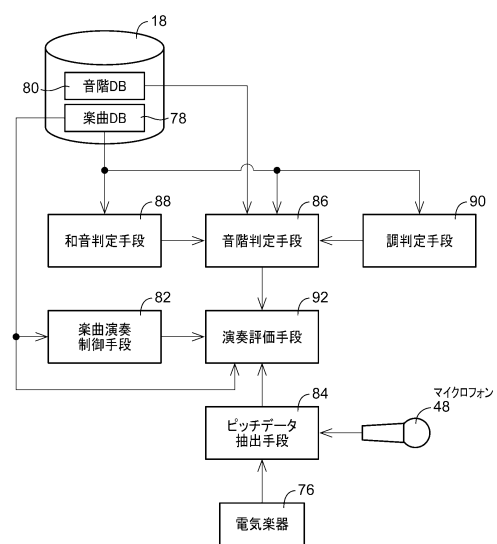 18
80
音階DB
楽曲DB
78
88
86
90
和音判定手段
音階判定手段
調判定手段
82
92
楽曲演奏
制御手段
演奏評価手段
84
マイクロフォン
48
ピッチデータ
抽出手段
76
電気楽器